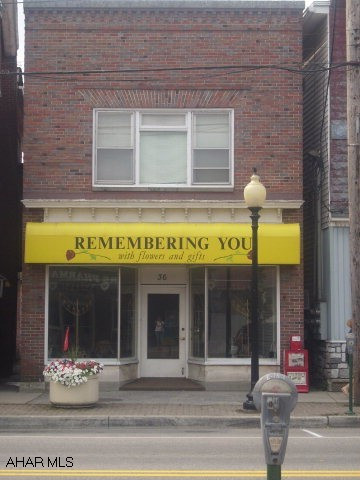 REMEMBERING YOU
with flowers and gifts
36
AHAR MLS